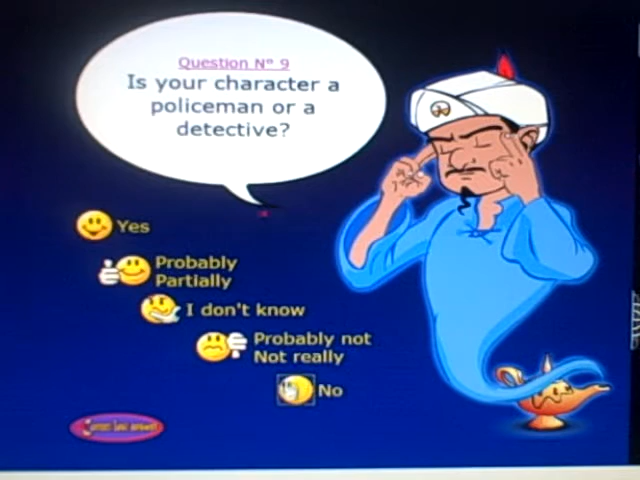 Question N° 9
Is your character a
policeman or a
detective?
Yes
Probably
Partially
I don't know
Probably not
Not really
No